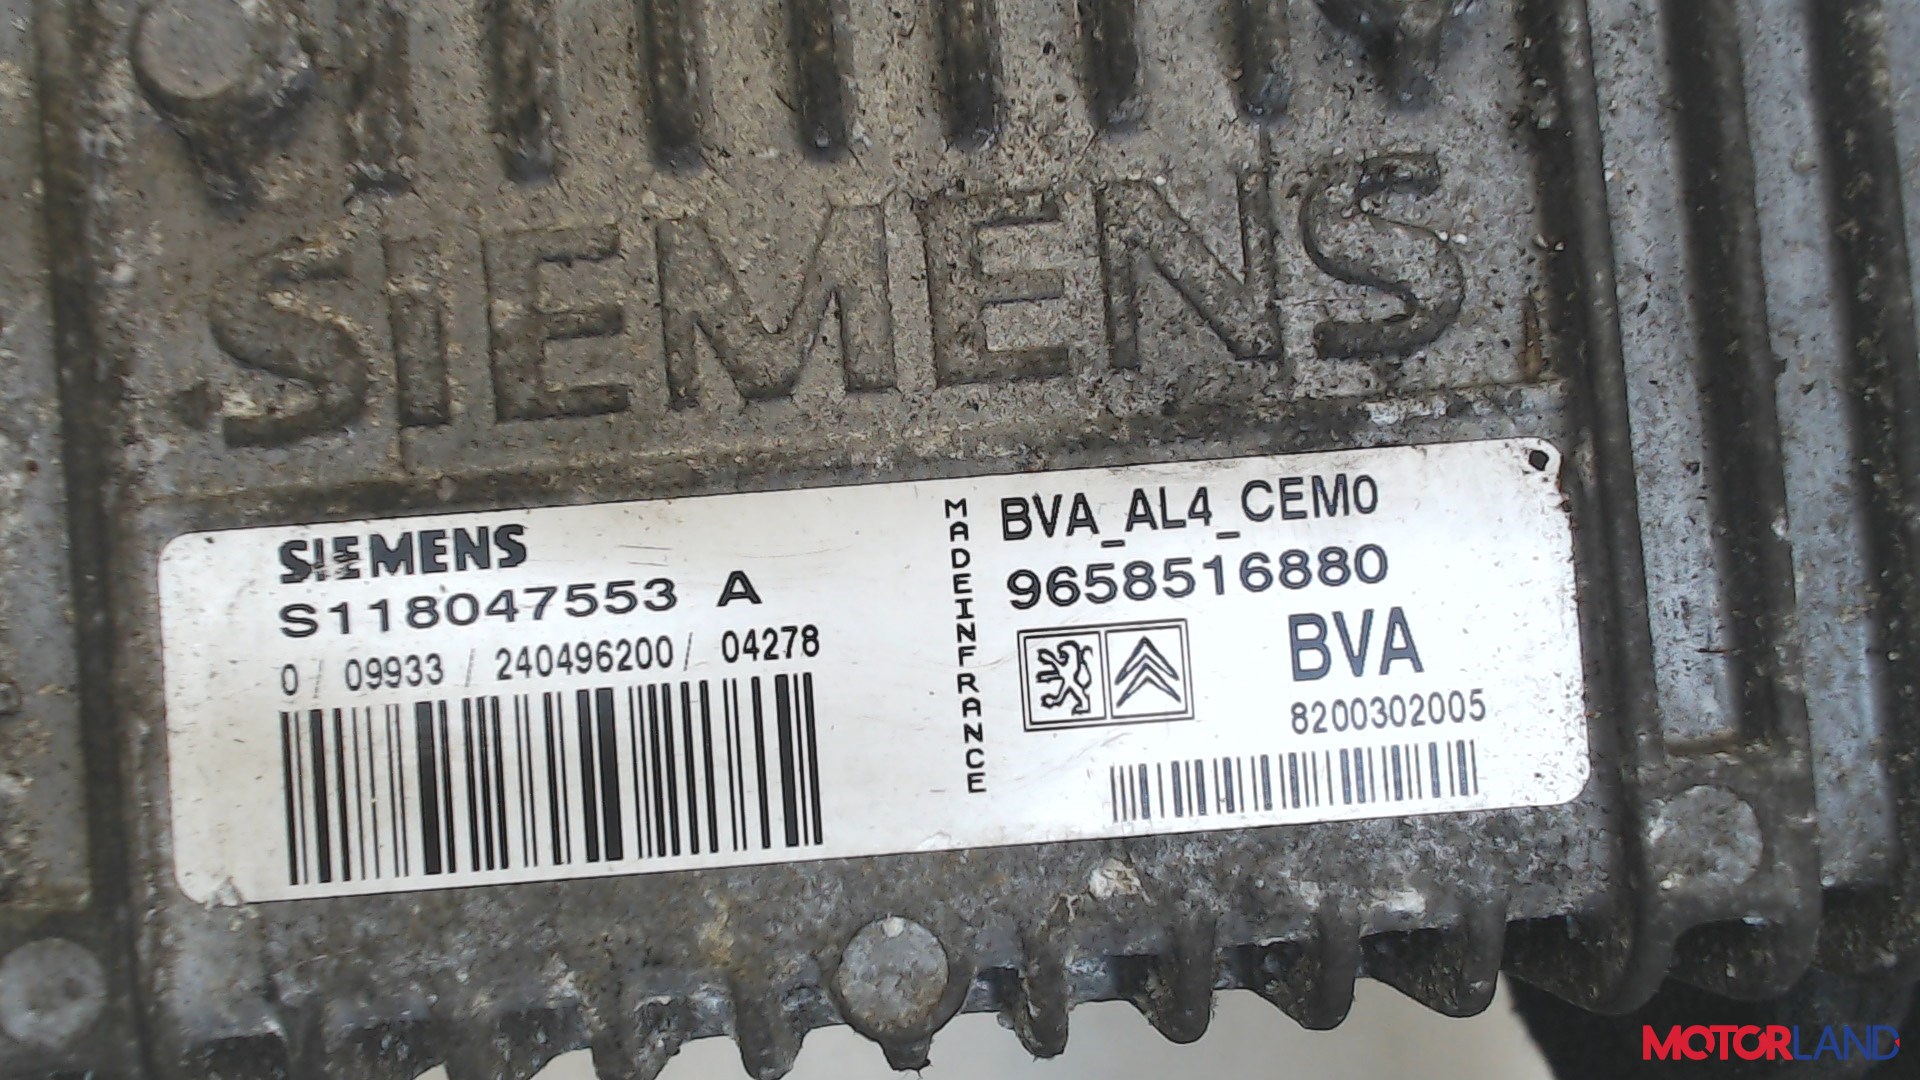 SIEMENS
SIEMENS
S118047553 A
0 / 09933 / 240496200 / 04278
MADEINFRANCE
BVA_AL4_CEM0
9658516880
BVA
8200302005
MOTORLAND